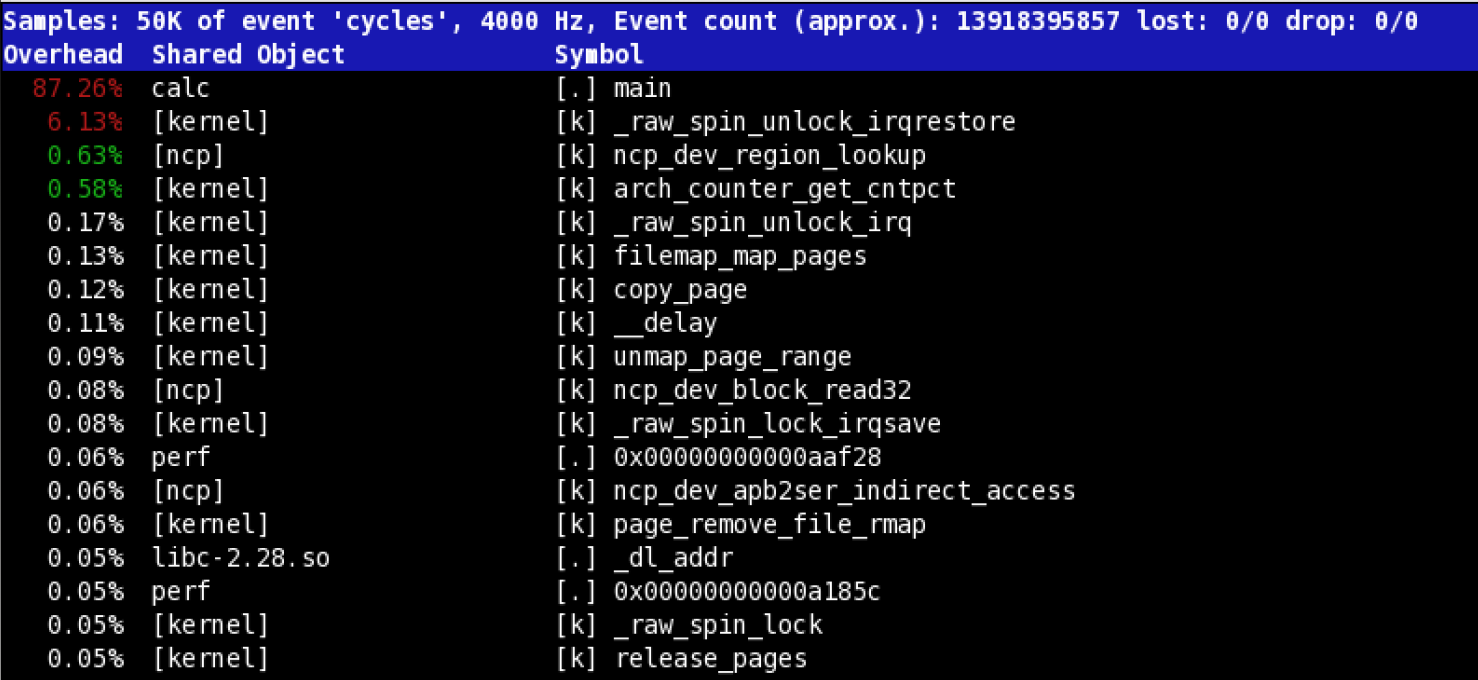 Samples: 50K of event 'cycles', 4000 Hz, Event count (approx.): 13918395857 lost: 0/0 drop: 0/0
Overhead  Shared Object              Symbol
87.26%  calc                       [.] main
6.13%  [kernel]                   [k] _raw_spin_unlock_irqrestore
0.63%  [ncp]                      [k] ncp_dev_region_lookup
0.58%  [kernel]                   [k] arch_counter_get_cntpct
0.17%  [kernel]                   [k] _raw_spin_unlock_irq
0.13%  [kernel]                   [k] filemap_map_pages
0.12%  [kernel]                   [k] copy_page
0.11%  [kernel]                   [k] __delay
0.09%  [kernel]                   [k] unmap_page_range
0.08%  [ncp]                      [k] ncp_dev_block_read32
0.08%  [kernel]                   [k] _raw_spin_lock_irqsave
0.06%  perf                       [.] 0x00000000000aaf28
0.06%  [ncp]                      [k] ncp_dev_apb2ser_indirect_access
0.06%  [kernel]                   [k] page_remove_file_rmap
0.05%  libc-2.28.so               [.] _dl_addr
0.05%  perf                       [.] 0x00000000000a185c
0.05%  [kernel]                   [k] _raw_spin_lock
0.05%  [kernel]                   [k] release_pages